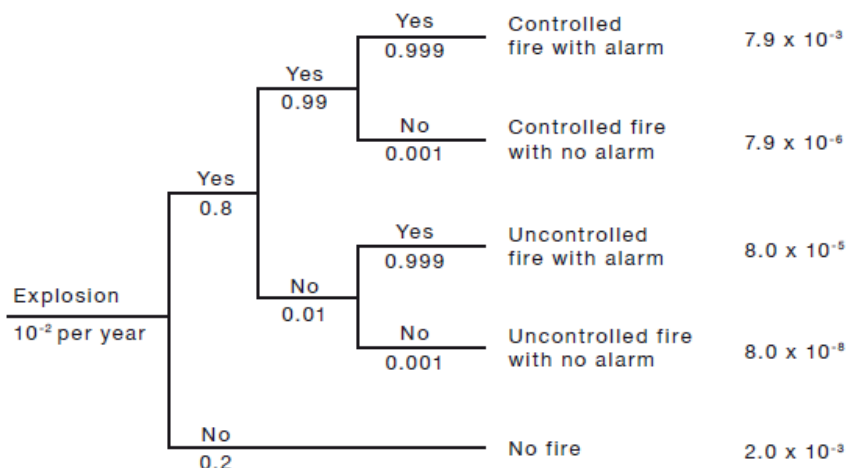 Yes
0.999
Controlled
fire with alarm
7.9 x 10⁻³
Yes
0.99
No
0.001
Controlled fire
with no alarm
7.9 x 10⁻⁶
Yes
0.8
Yes
0.999
Uncontrolled
fire with alarm
8.0 x 10⁻⁵
Explosion
10⁻² per year
No
0.01
No
0.001
Uncontrolled fire
with no alarm
8.0 x 10⁻⁸
No
0.2
No fire
2.0 x 10⁻³